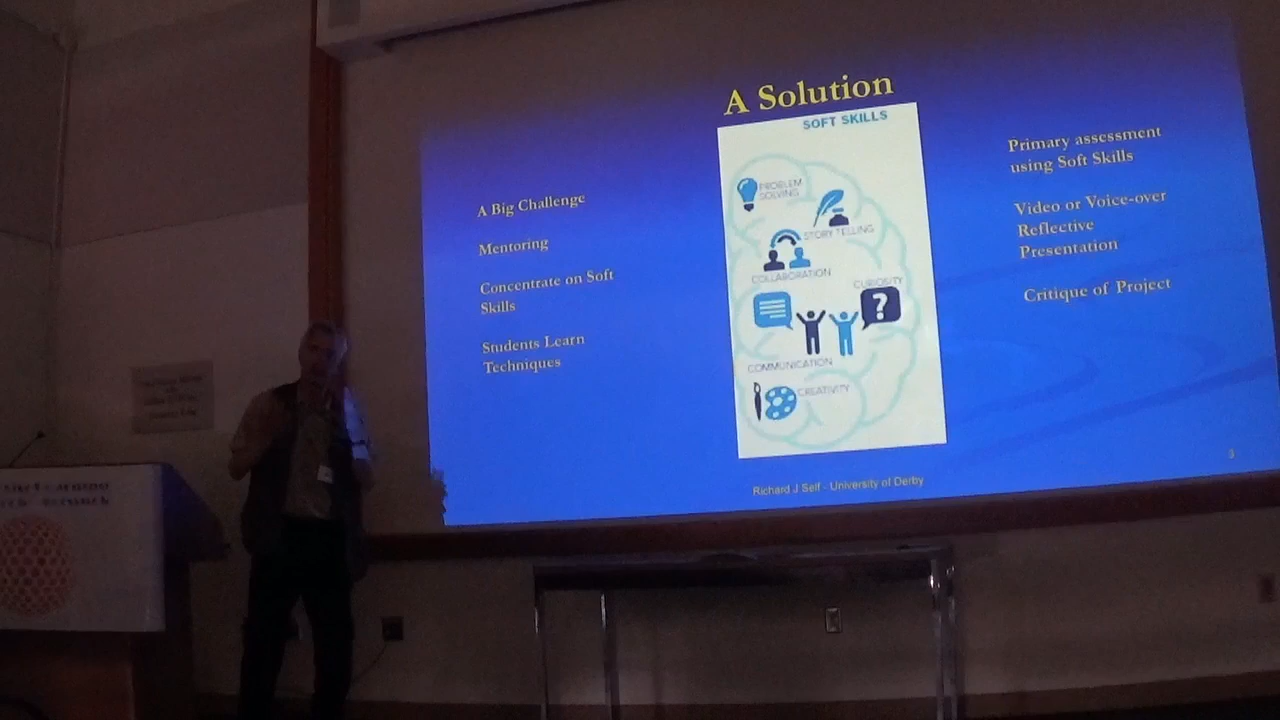 A Solution
A Big Challenge
Mentoring
Concentrate on Soft
Skills
Students Learn
Techniques
SOFT SKILLS
PROBLEM
SOLVING
STORY TELLING
COLLABORATION
CURIOSITY
COMMUNICATION
CREATIVITY
Primary assessment
using Soft Skills
Video or Voice-over
Reflective
Presentation
Critique of Project
Richard J Self - University of Derby
3